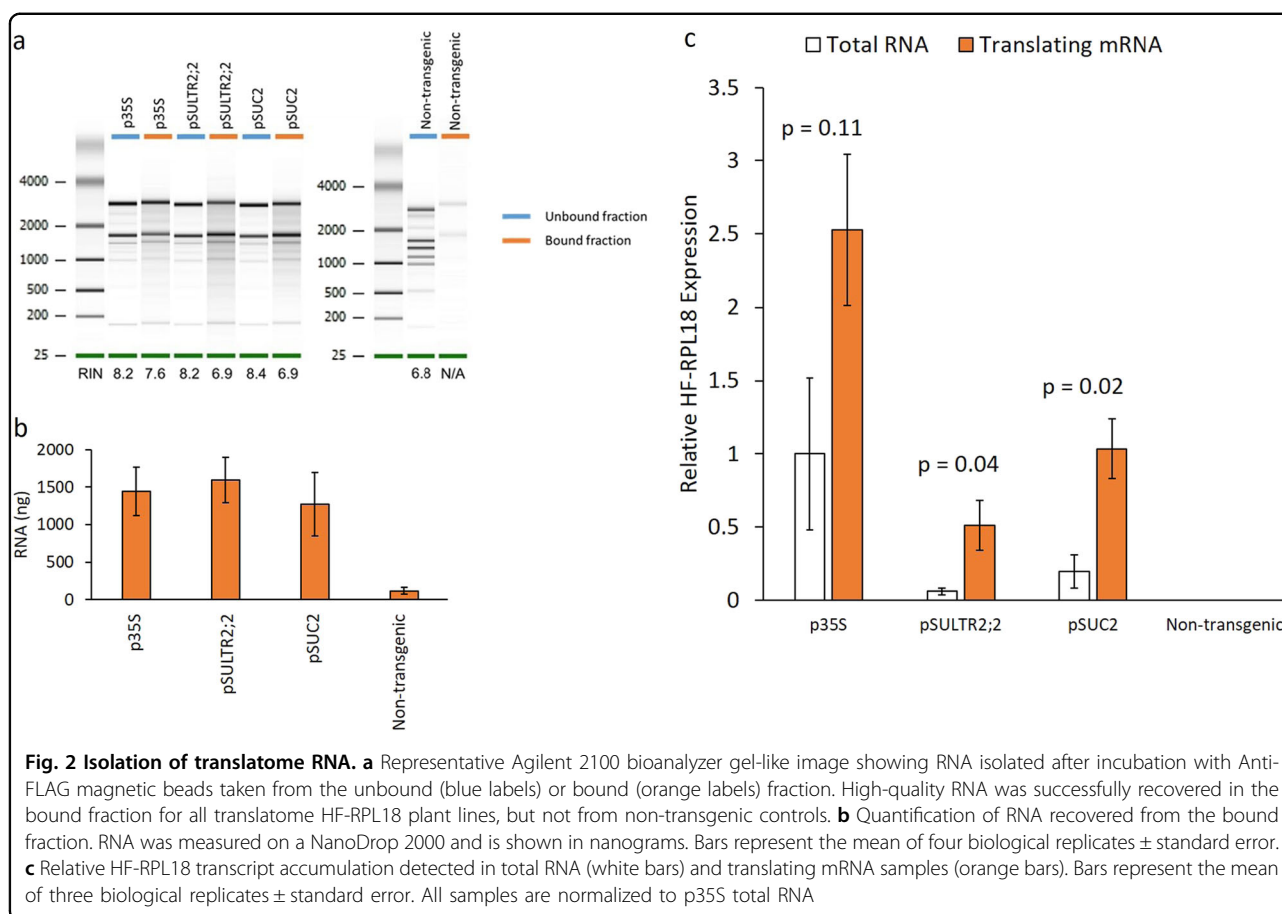 a
p35S
p35S
pSULTR2;2
pSULTR2;2
pSUC2
pSUC2
4000 —
2000 —
1000 —
500 —
200 —
25 —
RIN 8.2 7.6 8.2 6.9 8.4 6.9
Non-transgenic
Non-transgenic
4000 —
2000 —
1000 —
500 —
200 —
25 —
6.8 N/A
Unbound fraction
Bound fraction
b
RNA (ng)
2000
1500
1000
500
0
p35S
pSULTR2;2
pSUC2
Non-transgenic
c
Total RNA Translating mRNA
Relative HF-RPL18 Expression
3.5
3
2.5
2
1.5
1
0.5
0
p = 0.11
p = 0.04
p = 0.02
p35S pSULTR2;2 pSUC2 Non-transgenic
Fig. 2 Isolation of translatome RNA. a Representative Agilent 2100 bioanalyzer gel-like image showing RNA isolated after incubation with Anti-
FLAG magnetic beads taken from the unbound (blue labels) or bound (orange labels) fraction. High-quality RNA was successfully recovered in the
bound fraction for all translatome HF-RPL18 plant lines, but not from non-transgenic controls. b Quantification of RNA recovered from the bound
fraction. RNA was measured on a NanoDrop 2000 and is shown in nanograms. Bars represent the mean of four biological replicates ± standard error.
c Relative HF-RPL18 transcript accumulation detected in total RNA (white bars) and translating mRNA samples (orange bars). Bars represent the mean
of three biological replicates ± standard error. All samples are normalized to p35S total RNA